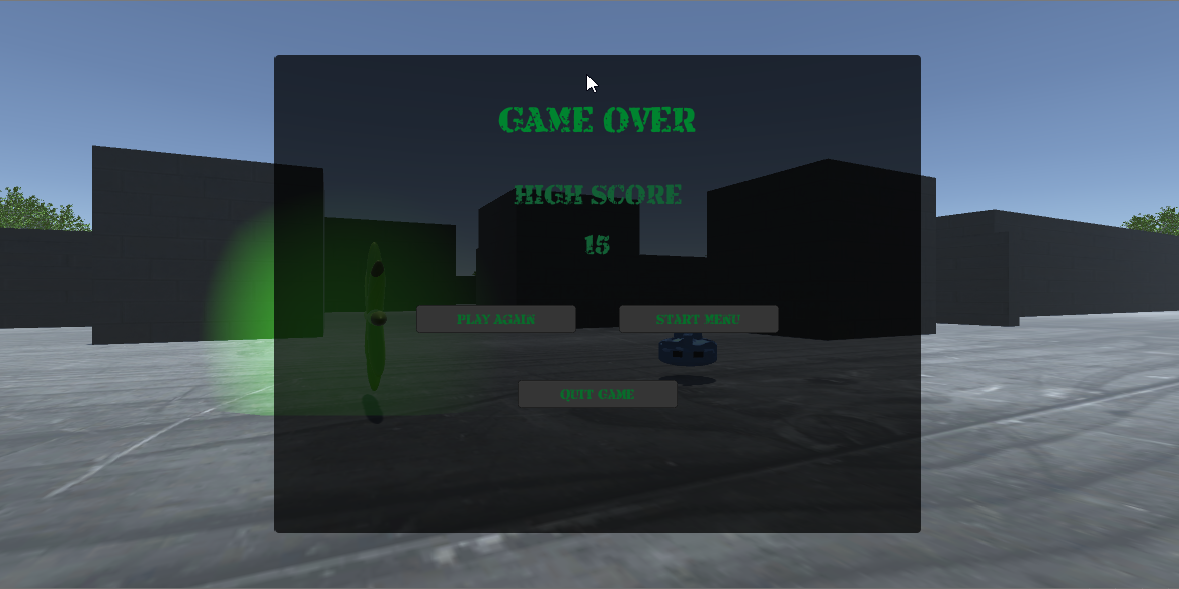 GAME OVER
HIGH SCORE
15
PLAY AGAIN
START MENU
QUIT GAME